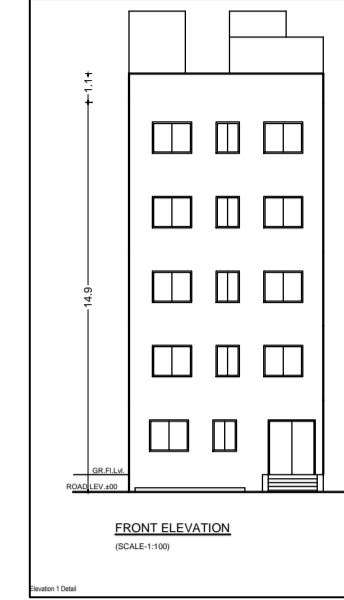 1.1
14.9
GR.Fl.Lvl.
ROAD LEV.±00
FRONT ELEVATION
(SCALE-1:100)
Elevation 1 Detail